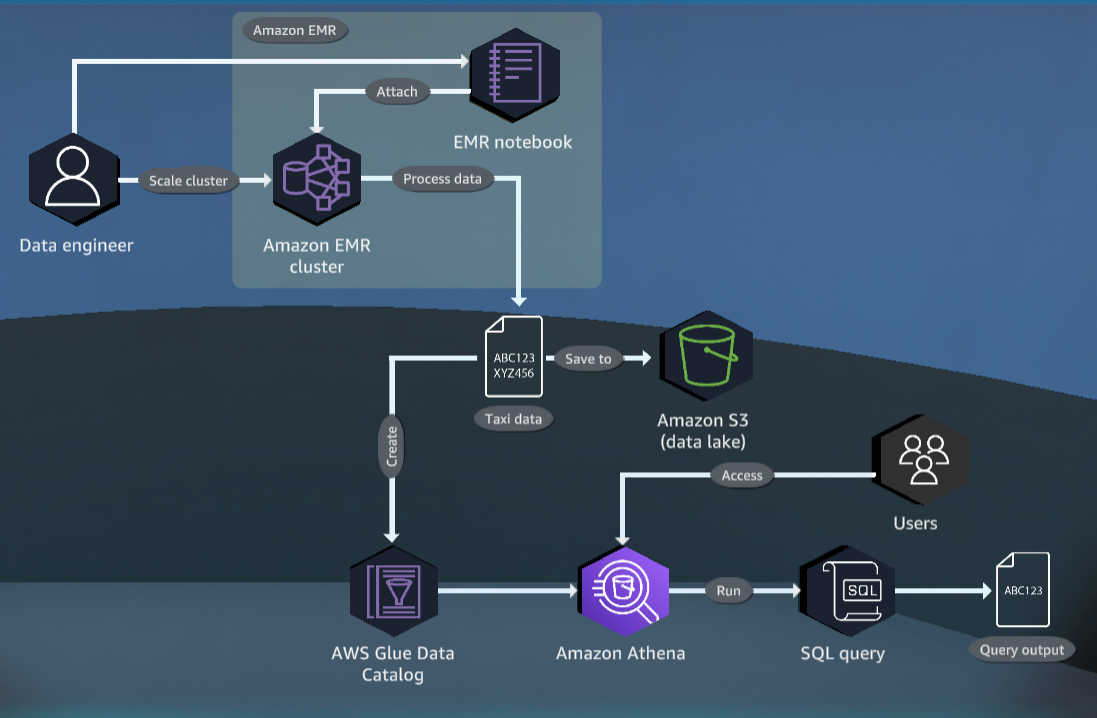 Amazon EMR
Attach
EMR notebook
Scale cluster
Process data
Data engineer
Amazon EMR
cluster
ABC123
XYZ456
Save to
Taxi data
Amazon S3
(data lake)
Create
Access
Users
AWS Glue Data
Catalog
Amazon Athena
Run
SQL
SQL query
ABC123
Query output